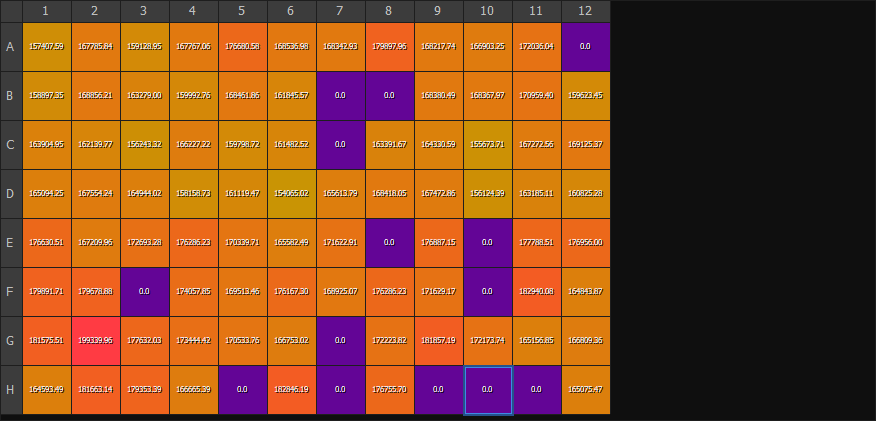 1 2 3 4 5 6 7 8 9 10 11 12
A 157407.59 167785.84 159128.95 167767.06 176680.58 168536.98 168342.93 179897.96 168217.74 166903.25 172036.04 0.0
B 158897.35 168856.21 163279.00 159992.76 168461.86 161845.57 0.0 0.0 168380.49 168367.97 170959.40 159623.45
C 163904.95 162139.77 156243.32 166227.22 159798.72 161482.52 0.0 163391.67 164330.59 155673.71 167272.56 169125.37
D 165094.25 167554.24 164944.02 158158.73 161119.47 154065.02 165613.79 168418.05 167472.86 156124.39 163185.11 160825.28
E 176630.51 167209.96 172693.28 176286.23 170339.71 165582.49 171622.91 0.0 176887.15 0.0 177788.51 176956.00
F 179891.71 179678.88 0.0 174057.85 169513.46 176167.30 168925.07 176286.23 171629.17 0.0 182940.08 164843.87
G 181575.51 199339.96 177632.03 173444.42 170533.76 166753.02 0.0 172223.82 181857.19 172173.74 165156.85 166809.36
H 164593.49 181663.14 179353.39 166665.39 0.0 182846.19 0.0 176755.70 0.0 0.0 0.0 165075.47